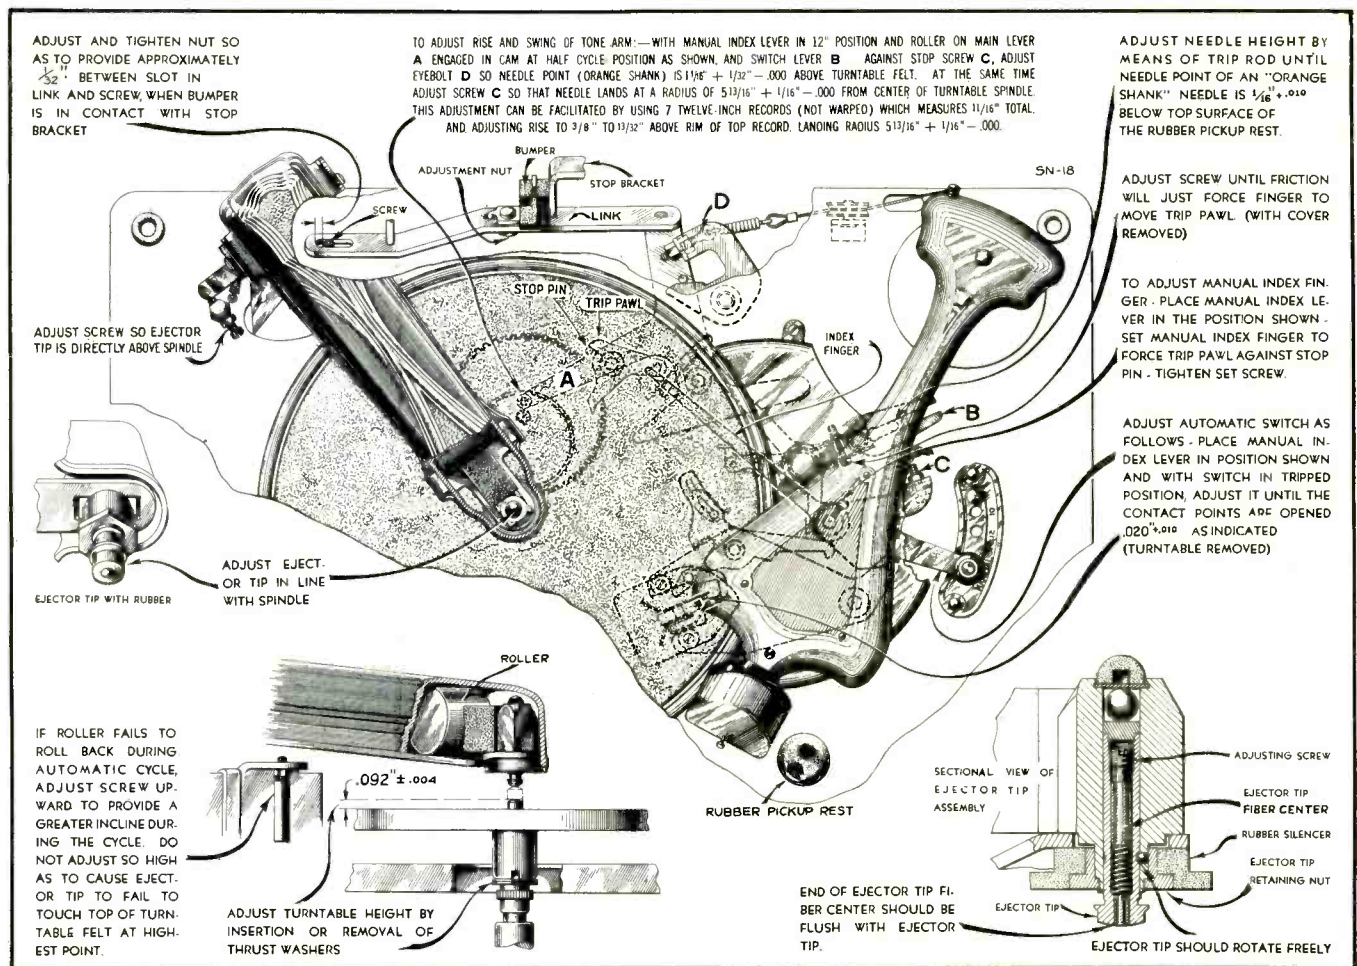 ADJUST AND TIGHTEN NUT SO
AS TO PROVIDE APPROXIMATELY
1/32" BETWEEN SLOT IN
LINK AND SCREW, WHEN BUMPER
IS IN CONTACT WITH STOP
BRACKET
TO ADJUST RISE AND SWING OF TONE ARM:—WITH MANUAL INDEX LEVER IN 12" POSITION AND ROLLER ON MAIN LEVER
A ENGAGED IN CAM AT HALF CYCLE POSITION AS SHOWN, AND SWITCH LEVER B AGAINST STOP SCREW C, ADJUST
EYEBOLT D SO NEEDLE POINT (ORANGE SHANK) IS 1 1/16" + 1/32" - .000 ABOVE TURNTABLE FELT. AT THE SAME TIME
ADJUST SCREW C SO THAT NEEDLE LANDS AT A RADIUS OF 5 13/16" + 1/16" - .000 FROM CENTER OF TURNTABLE SPINDLE.
THIS ADJUSTMENT CAN BE FACILITATED BY USING 7 TWELVE-INCH RECORDS (NOT WARPED) WHICH MEASURES 11/16" TOTAL,
AND ADJUSTING RISE TO 3/8" TO 13/32" ABOVE RIM OF TOP RECORD. LANDING RADIUS 5 13/16" + 1/16" - .000.
ADJUST NEEDLE HEIGHT BY
MEANS OF TRIP ROD UNTIL
NEEDLE POINT OF AN "ORANGE
SHANK" NEEDLE IS 1/16" +.010
BELOW TOP SURFACE OF
THE RUBBER PICKUP REST.
SN-18
BUMPER
ADJUSTMENT NUT
STOP BRACKET
SCREW
LINK
D
ADJUST SCREW UNTIL FRICTION
WILL JUST FORCE FINGER TO
MOVE TRIP PAWL. (WITH COVER
REMOVED)
STOP PIN
TRIP PAWL
INDEX
FINGER
A
B
C
TO ADJUST MANUAL INDEX FIN-
GER - PLACE MANUAL INDEX LE-
VER IN THE POSITION SHOWN -
SET MANUAL INDEX FINGER TO
FORCE TRIP PAWL AGAINST STOP
PIN - TIGHTEN SET SCREW.
ADJUST SCREW SO EJECTOR
TIP IS DIRECTLY ABOVE SPINDLE
10
12
ADJUST AUTOMATIC SWITCH AS
FOLLOWS - PLACE MANUAL IN-
DEX LEVER IN POSITION SHOWN
AND WITH SWITCH IN TRIPPED
POSITION, ADJUST IT UNTIL THE
CONTACT POINTS ARE OPENED
.020" +.010 AS INDICATED
(TURNTABLE REMOVED)
ADJUST EJECT-
OR TIP IN LINE
WITH SPINDLE
EJECTOR TIP WITH RUBBER
IF ROLLER FAILS TO
ROLL BACK DURING
AUTOMATIC CYCLE,
ADJUST SCREW UP-
WARD TO PROVIDE A
GREATER INCLINE DUR-
ING THE CYCLE. DO
NOT ADJUST SO HIGH
AS TO CAUSE EJECT-
OR TIP TO FAIL TO
TOUCH TOP OF TURN-
TABLE FELT AT HIGH-
EST POINT.
ROLLER
.092" ± .004
ADJUST TURNTABLE HEIGHT BY
INSERTION OR REMOVAL OF
THRUST WASHERS
RUBBER PICKUP REST
SECTIONAL VIEW OF
EJECTOR TIP
ASSEMBLY
ADJUSTING SCREW
EJECTOR TIP
FIBER CENTER
RUBBER SILENCER
EJECTOR TIP
RETAINING NUT
END OF EJECTOR TIP FI-
BER CENTER SHOULD BE
FLUSH WITH EJECTOR
TIP.
EJECTOR TIP
EJECTOR TIP SHOULD ROTATE FREELY